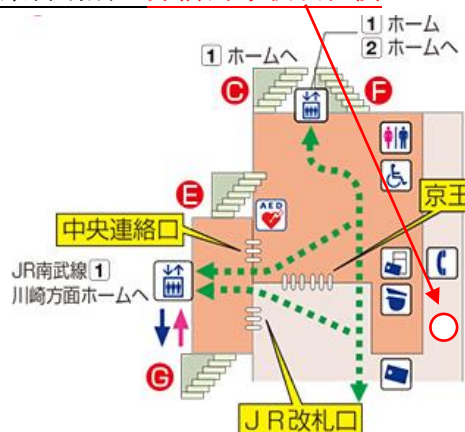 1 ホーム
2 ホームへ
1 ホームへ
C
F
E
AED
京王
中央連絡口
JR南武線 1
川崎方面ホームへ
G
JR改札口